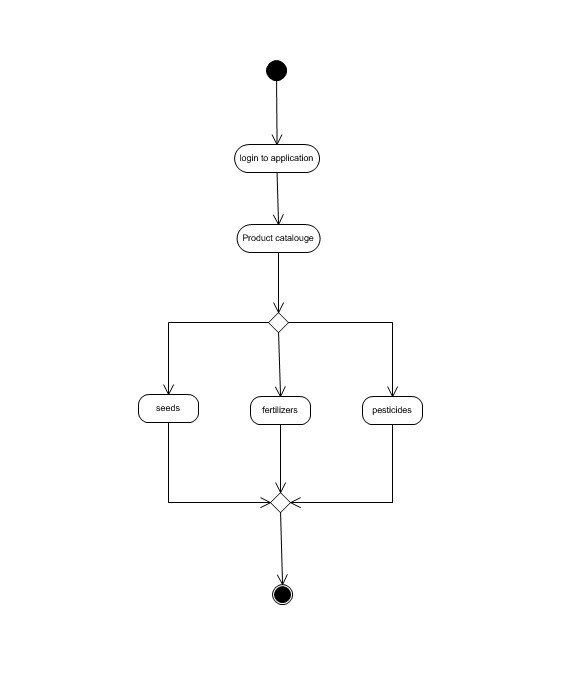 login to application
Product catalouge
seeds
fertilizers
pesticides